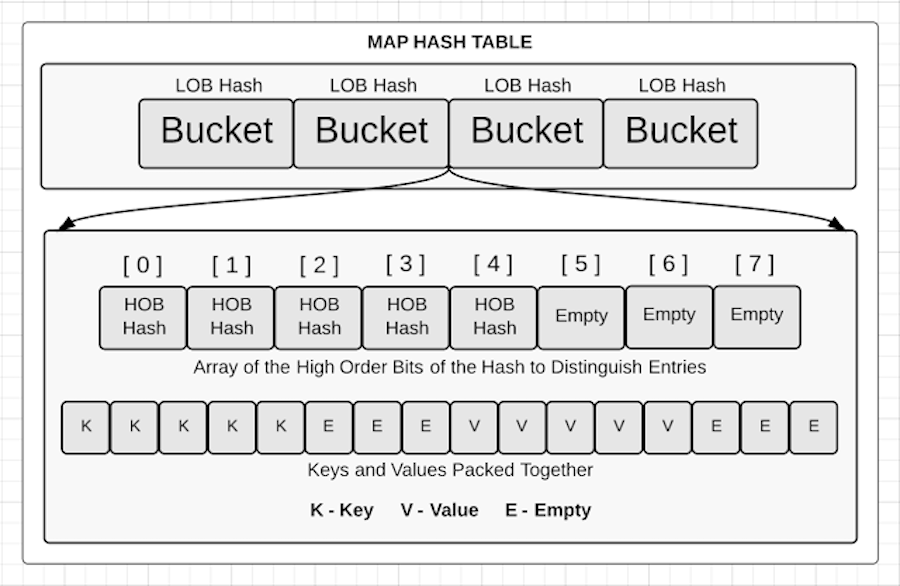 MAP HASH TABLE
LOB Hash LOB Hash LOB Hash LOB Hash
Bucket Bucket Bucket Bucket
[ 0 ] [ 1 ] [ 2 ] [ 3 ] [ 4 ] [ 5 ] [ 6 ] [ 7 ]
HOB Hash HOB Hash HOB Hash HOB Hash HOB Hash Empty Empty Empty
Array of the High Order Bits of the Hash to Distinguish Entries
K K K K K E E E V V V V V E E E
Keys and Values Packed Together
K - Key V - Value E - Empty